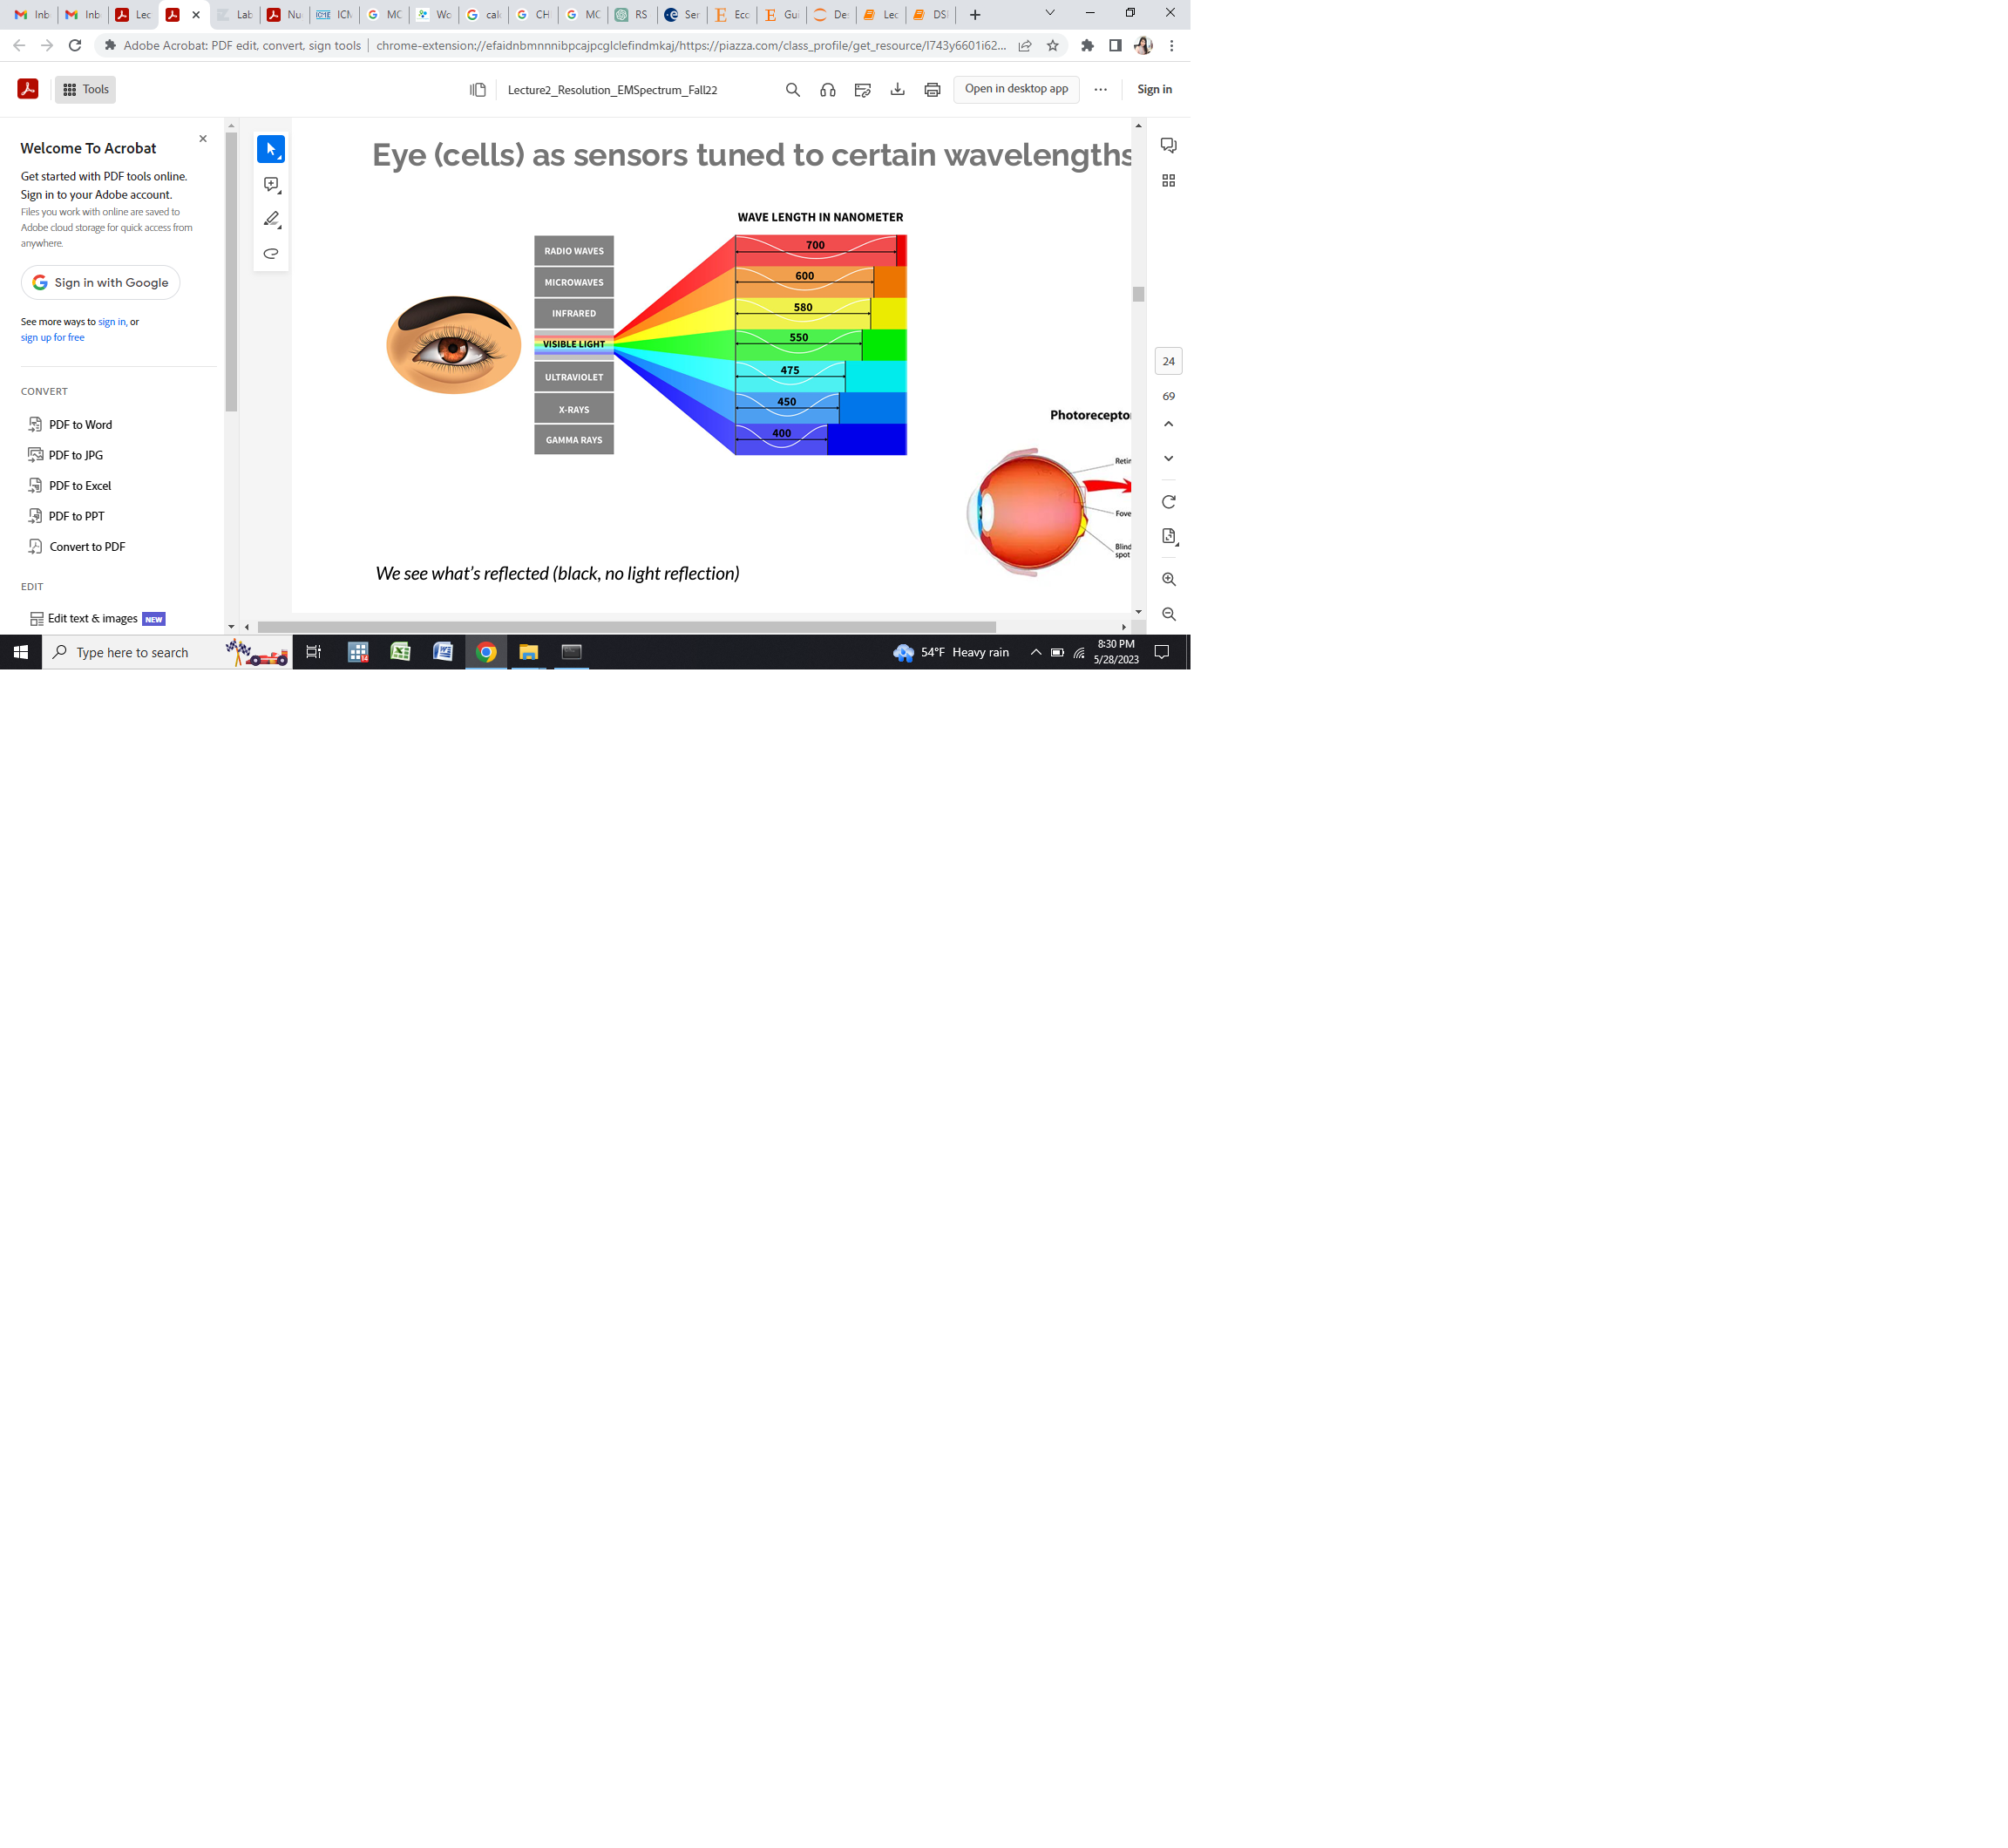 Inb
Inb
Lec
Lab
Nu
ICM
MC
Wo
cal
CH
MC
RS
Ser
Ecc
Gu
De
Lec
DS
Adobe Acrobat: PDF edit, convert, sign tools
chrome-extension://efaidnbmnnnibpcajpcglclefindmkaj/https://piazza.com/class_profile/get_resource/l743y6601i62...
Tools
Lecture2_Resolution_EMSpectrum_Fall22
Open in desktop app
Sign in
Welcome To Acrobat
Get started with PDF tools online.
Sign in to your Adobe account.
Files you work with online are saved to
Adobe cloud storage for quick access from
anywhere.
Sign in with Google
See more ways to sign in, or
sign up for free
CONVERT
PDF to Word
PDF to JPG
PDF to Excel
PDF to PPT
Convert to PDF
EDIT
Edit text & images NEW
Eye (cells) as sensors tuned to certain wavelengths
WAVE LENGTH IN NANOMETER
RADIO WAVES
MICROWAVES
INFRARED
VISIBLE LIGHT
ULTRAVIOLET
X-RAYS
GAMMA RAYS
700
600
580
550
475
450
400
Photoreceptor
Retin
Fove
Blind
spot
We see what's reflected (black, no light reflection)
24
69
Type here to search
54°F Heavy rain
8:30 PM
5/28/2023